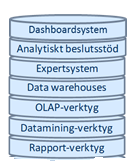 Dashboardsystem
Analytiskt beslutsstöd
Expertsystem
Data warehouses
OLAP-verktyg
Datamining-verktyg
Rapport-verktyg